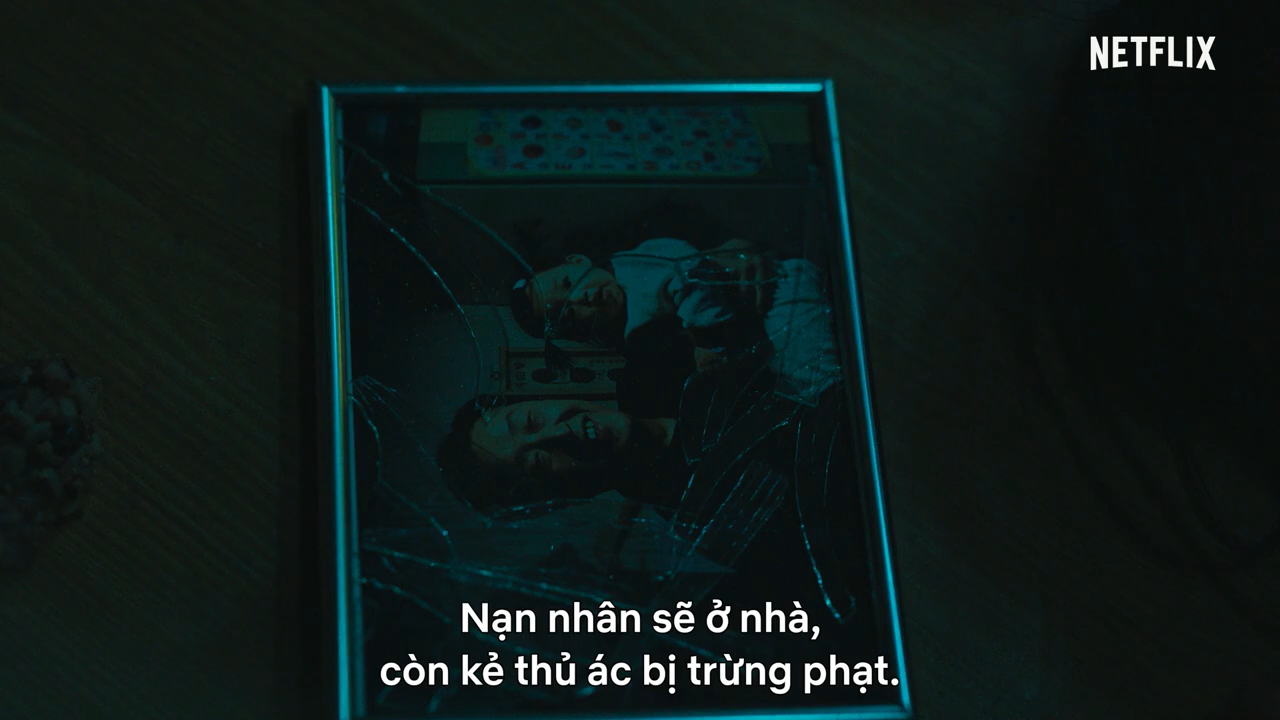 NETFLIX
Nạn nhân sẽ ở nhà,
còn kẻ thủ ác bị trừng phạt.